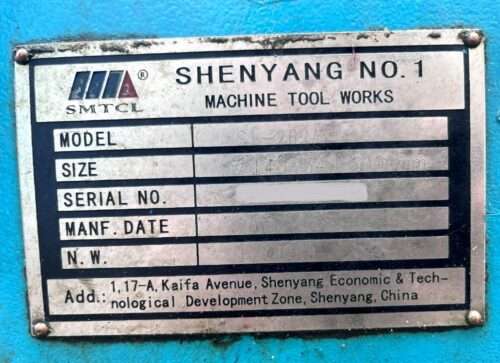 ® SHENYANG NO.1
SMTCL MACHINE TOOL WORKS
MODEL
SIZE
SERIAL NO.
MANF. DATE
N.W.
Add.: 1,17-A, Kaifa Avenue, Shenyang Economic & Tech-
nological Development Zone, Shenyang, China